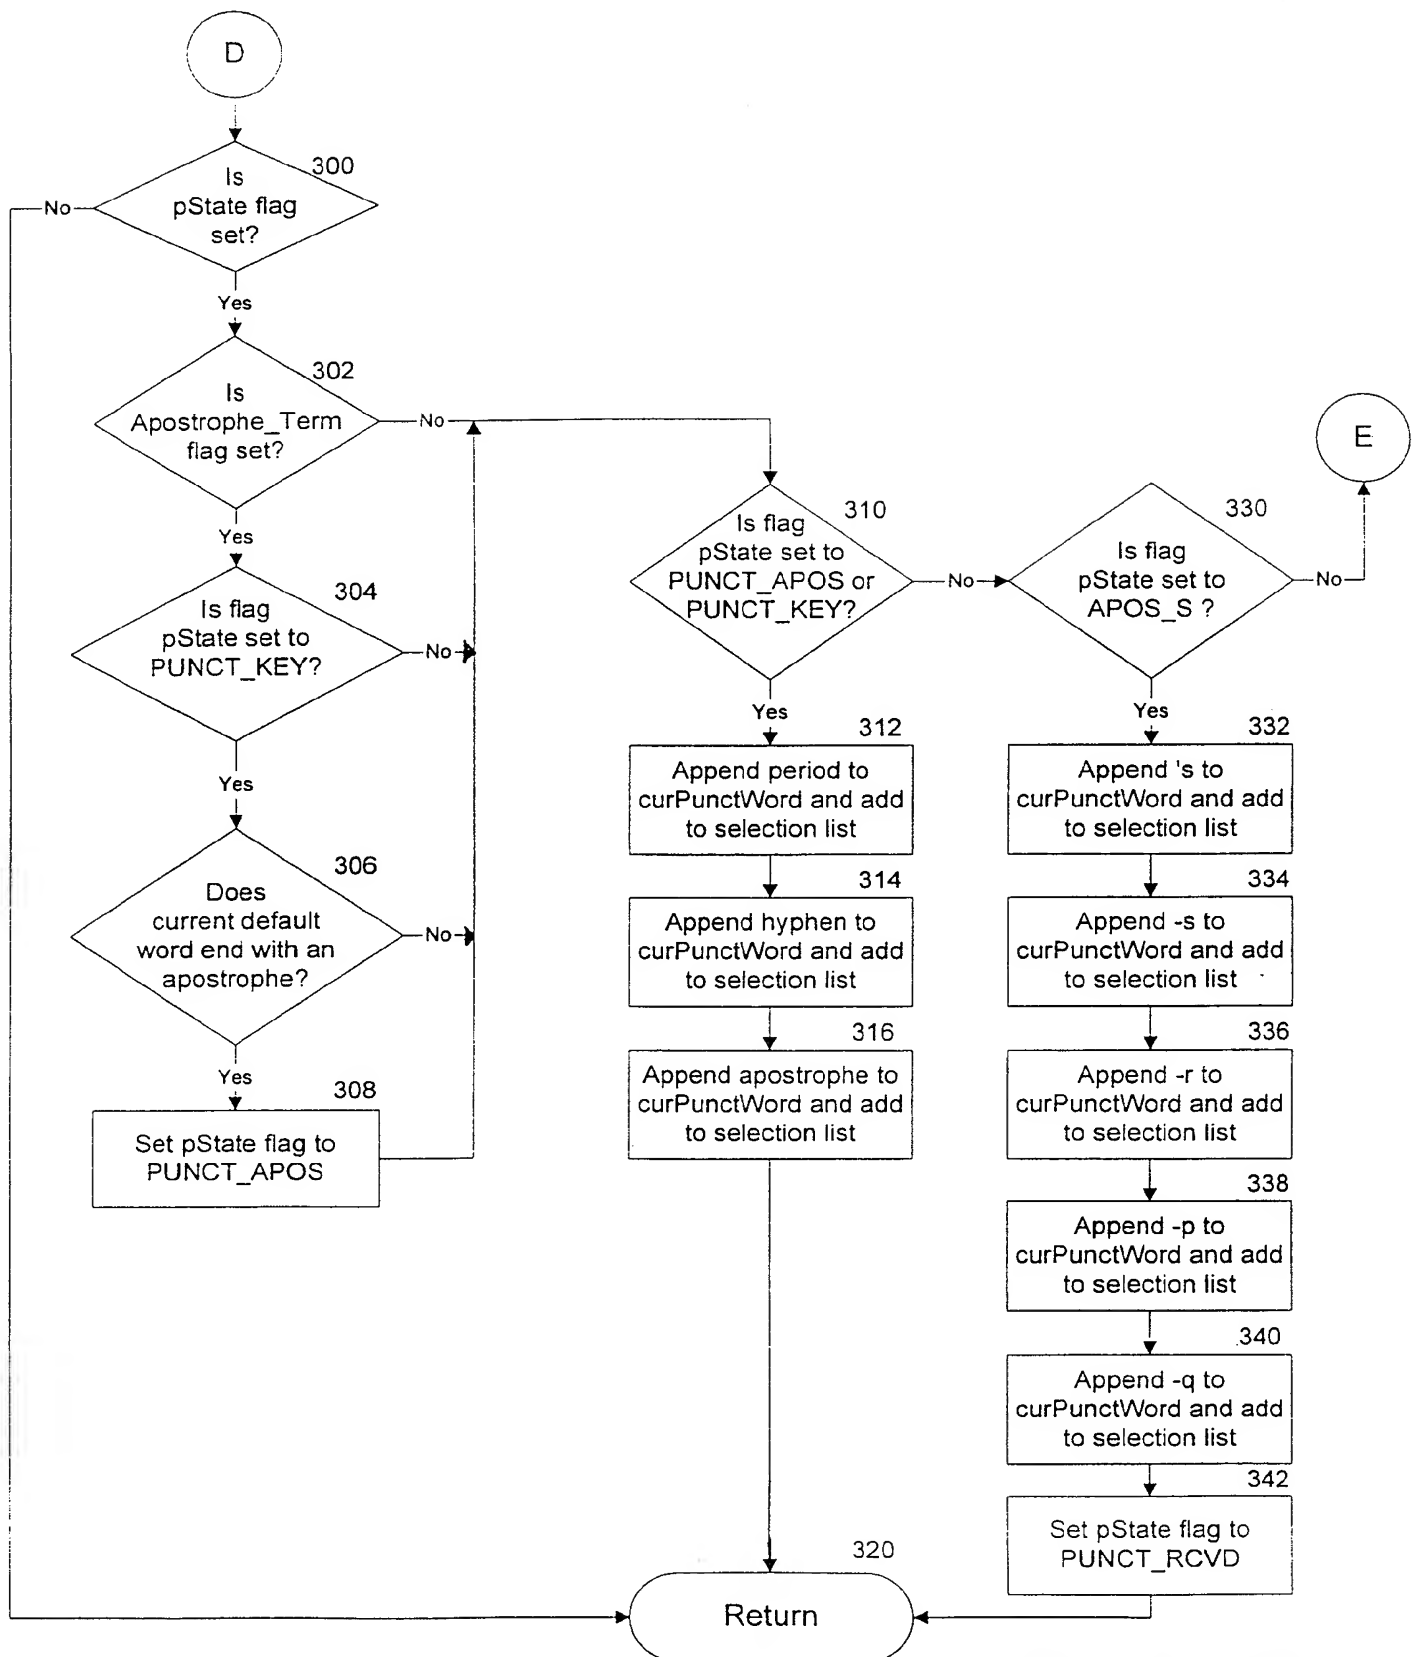 D
300
Is
pState flag
set?
No
Yes
302
Is
Apostrophe_Term
flag set?
No
Yes
304
Is flag
pState set to
PUNCT_KEY?
No
Yes
306
Does
current default
word end with an
apostrophe?
No
Yes
308
Set pState flag to
PUNCT_APOS
310
Is flag
pState set to
PUNCT_APOS or
PUNCT_KEY?
No
Yes
312
Append period to
curPunctWord and add
to selection list
314
Append hyphen to
curPunctWord and add
to selection list
316
Append apostrophe to
curPunctWord and add
to selection list
320
Return
330
Is flag
pState set to
APOS_S ?
No
E
Yes
332
Append 's to
curPunctWord and add
to selection list
334
Append -s to
curPunctWord and add
to selection list
336
Append -r to
curPunctWord and add
to selection list
338
Append -p to
curPunctWord and add
to selection list
340
Append -q to
curPunctWord and add
to selection list
342
Set pState flag to
PUNCT_RCVD